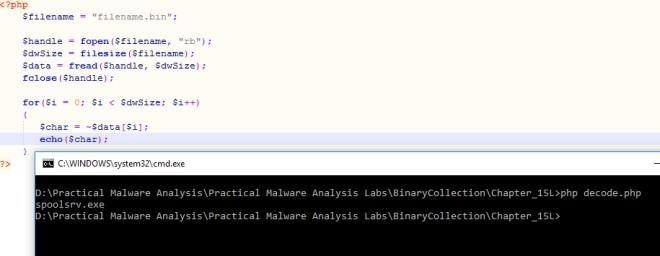 <?php
$filename = "filename.bin";
$handle = fopen($filename, "rb");
$dwSize = filesize($filename);
$data = fread($handle, $dwSize);
fclose($handle);
for($i = 0; $i < $dwSize; $i++)
{
$char = ~$data[$i];
echo($char);
}
?>
C:\WINDOWS\system32\cmd.exe
D:\Practical Malware Analysis\Practical Malware Analysis Labs\BinaryCollection\Chapter_15L>php decode.php
spoolsrv.exe
D:\Practical Malware Analysis\Practical Malware Analysis Labs\BinaryCollection\Chapter_15L>